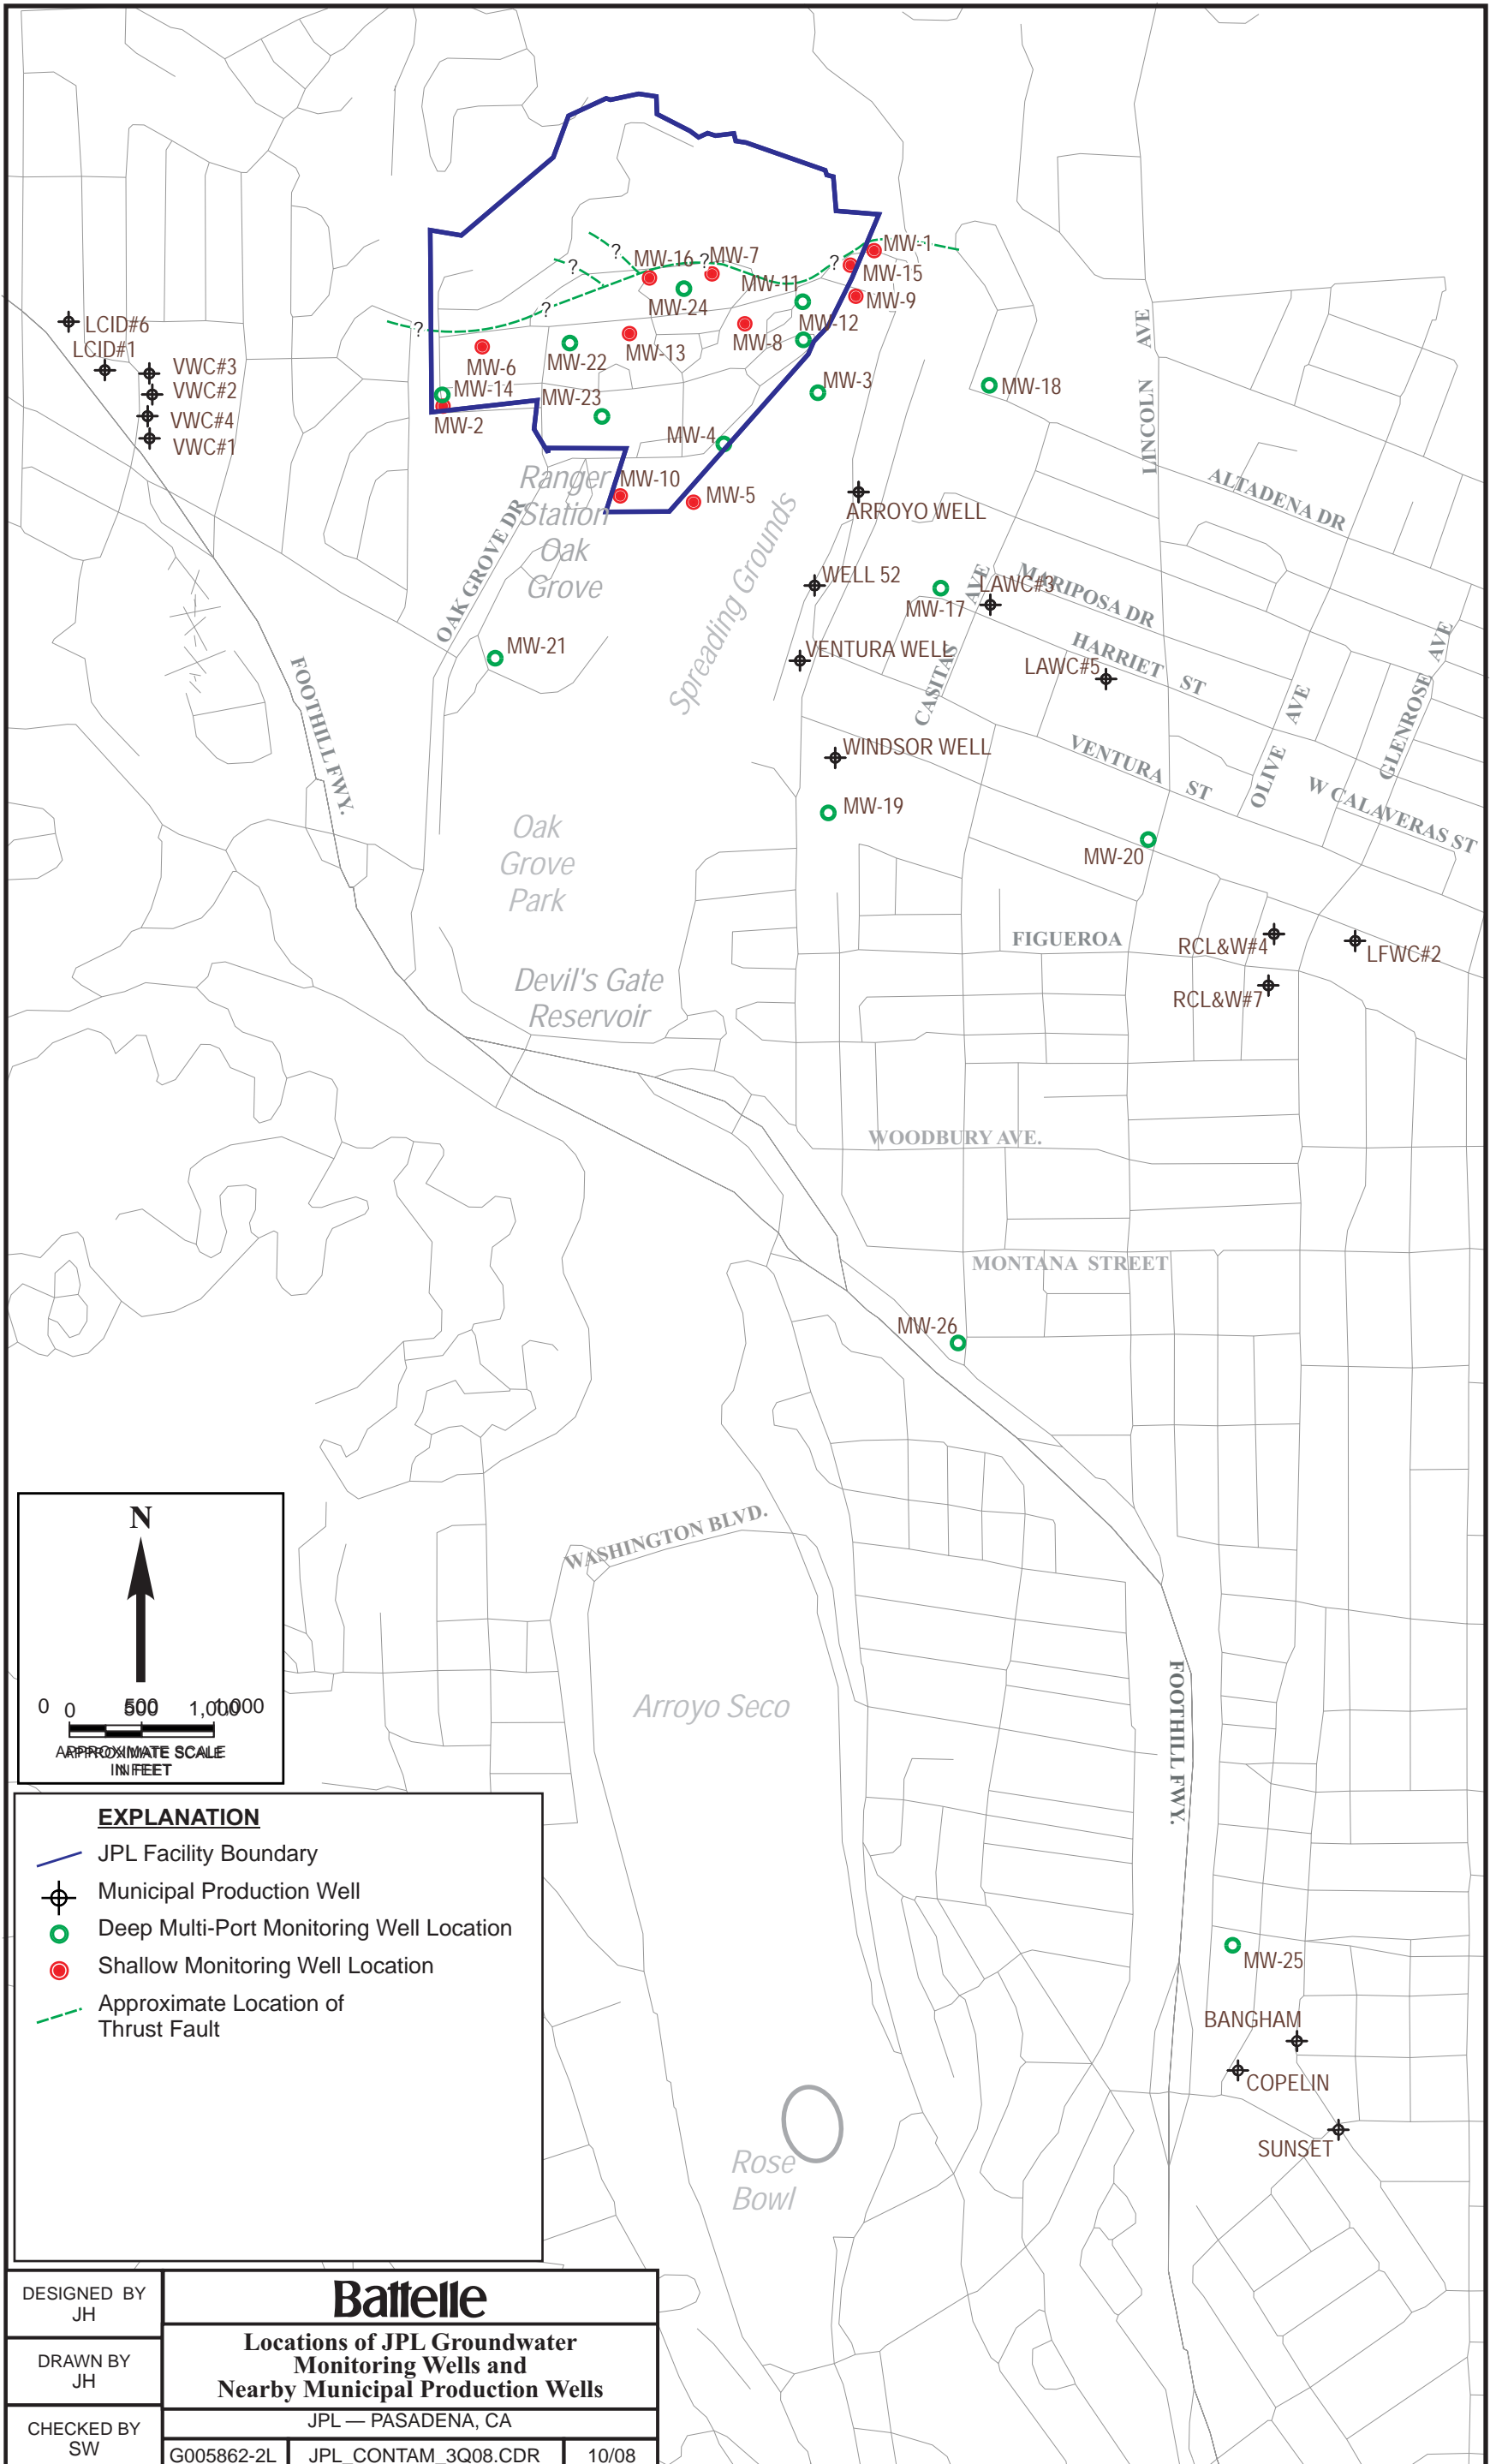 MW-1
?
MW-16
?
MW-7
?
?
MW-15
MW-11
MW-24
MW-9
?
MW-12
?
LCID#6
LINCOLN AVE
LCID#1
MW-8
MW-13
MW-22
MW-6
VWC#3
VWC#2
MW-14
MW-23
MW-3
MW-18
VWC#4
MW-2
MW-4
VWC#1
Ranger
Station
Oak
Grove
MW-10
MW-5
ALTADENA DR
ARROYO WELL
OAK GROVE DR
Spreading Grounds
WELL 52
MARIPOSA DR
LAWC#3
MW-17
CASITAS AVE
MW-21
VENTURA WELL
HARRIET ST
LAWC#5
GLENROSE AVE
OLIVE AVE
FOOTHILL FWY.
WINDSOR WELL
VENTURA ST
W CALAVERAS ST
MW-19
Oak
Grove
Park
MW-20
FIGUEROA
RCL&W#4
LFWC#2
Devil's Gate
Reservoir
RCL&W#7
WOODBURY AVE.
MONTANA STREET
MW-26
WASHINGTON BLVD.
N
0 0 500 500 1,000 1,000
APPROXIMATE SCALE
IN FEET
Arroyo Seco
FOOTHILL FWY.
EXPLANATION
JPL Facility Boundary
Municipal Production Well
Deep Multi-Port Monitoring Well Location
Shallow Monitoring Well Location
Approximate Location of
Thrust Fault
MW-25
BANGHAM
COPELIN
SUNSET
Rose
Bowl
DESIGNED BY
JH
Battelle
Locations of JPL Groundwater
Monitoring Wells and
Nearby Municipal Production Wells
DRAWN BY
JH
JPL — PASADENA, CA
CHECKED BY
SW
G005862-2L
JPL_CONTAM_3Q08.CDR
10/08